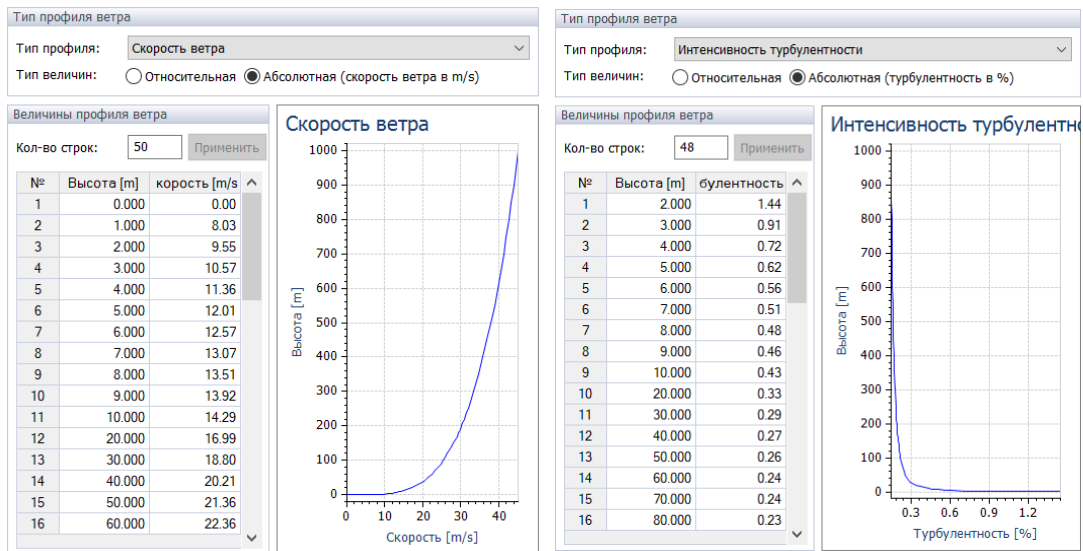 Тип профиля ветра
Тип профиля: Скорость ветра
Тип величин: Относительная Абсолютная (скорость ветра в m/s)
Величины профиля ветра
Кол-во строк: 50 Применить
№ Высота [m] корость [m/s
1 0.000 0.00
2 1.000 8.03
3 2.000 9.55
4 3.000 10.57
5 4.000 11.36
6 5.000 12.01
7 6.000 12.57
8 7.000 13.07
9 8.000 13.51
10 9.000 13.92
11 10.000 14.29
12 20.000 16.99
13 30.000 18.80
14 40.000 20.21
15 50.000 21.36
16 60.000 22.36
Скорость ветра
1000
900
800
700
600
500
400
300
200
100
0
Высота [m]
0 10 20 30 40
Скорость [m/s]
Тип профиля ветра
Тип профиля: Интенсивность турбулентности
Тип величин: Относительная Абсолютная (турбулентность в %)
Величины профиля ветра
Кол-во строк: 48 Применить
№ Высота [m] булентность
1 2.000 1.44
2 3.000 0.91
3 4.000 0.72
4 5.000 0.62
5 6.000 0.56
6 7.000 0.51
7 8.000 0.48
8 9.000 0.46
9 10.000 0.43
10 20.000 0.33
11 30.000 0.29
12 40.000 0.27
13 50.000 0.26
14 60.000 0.24
15 70.000 0.24
16 80.000 0.23
Интенсивность турбулентно
1000
900
800
700
600
500
400
300
200
100
0
Высота [m]
0.3 0.6 0.9 1.2
Турбулентность [%]